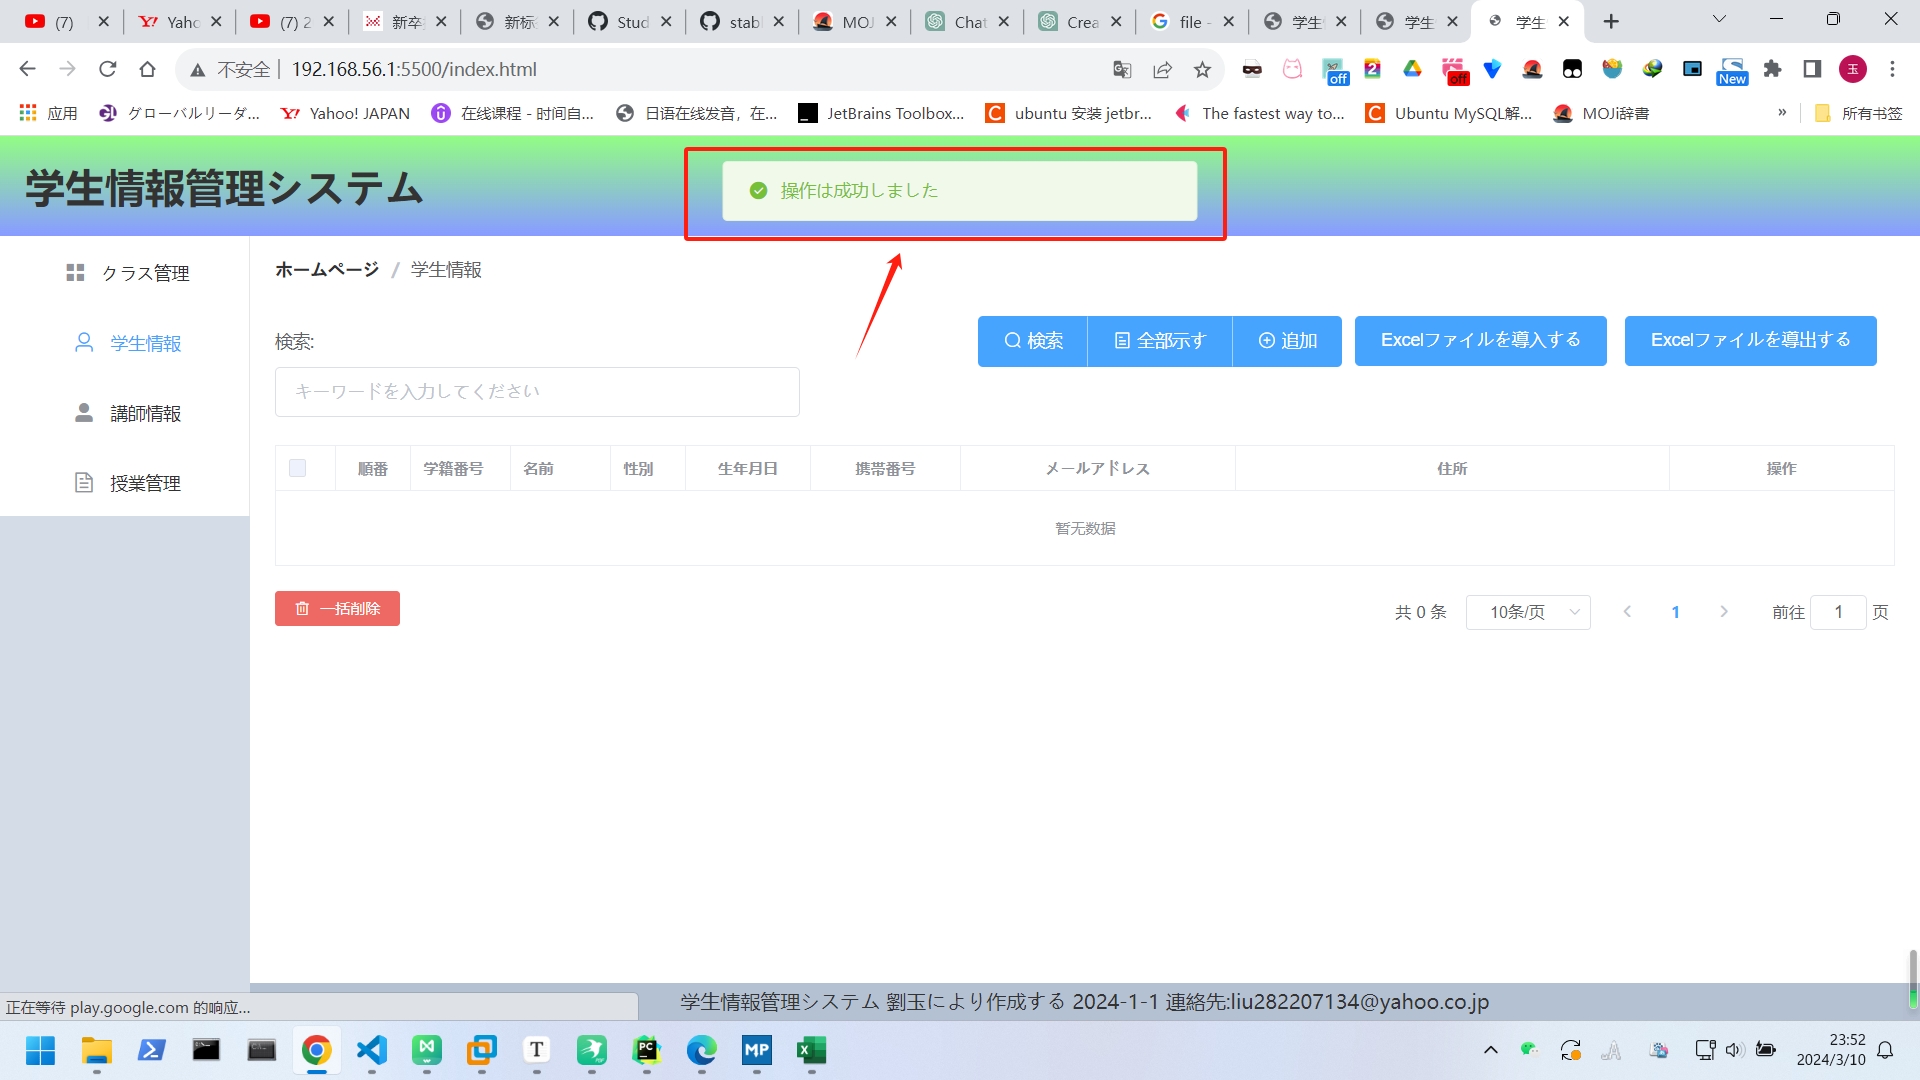 (7)
Yaho
(7) 2
新卒
新标
Stud
stab
MOJ
Chat
Crea
file -
学生
学生
学生
不安全 192.168.56.1:5500/index.html
off
2
off
New
玉
应用
グローバルリーダ...
Yahoo! JAPAN
在线课程 - 时间自...
日语在线发音，在...
JetBrains Toolbox...
ubuntu 安装 jetbr...
The fastest way to...
Ubuntu MySQL解...
MOJi辞書
»
所有书签
学生情報管理システム
操作は成功しました
クラス管理
学生情報
講師情報
授業管理
ホームページ / 学生情報
検索:
キーワードを入力してください
検索
全部示す
追加
Excelファイルを導入する
Excelファイルを導出する
順番 学籍番号 名前 性別 生年月日 携帯番号 メールアドレス 住所 操作
暂无数据
一括削除
共 0 条 10条/页 1 前往 1 页
正在等待 play.google.com 的响应...
学生情報管理システム 劉玉により作成する 2024-1-1 連絡先:liu282207134@yahoo.co.jp
T
PC
MP
X
23:52
2024/3/10